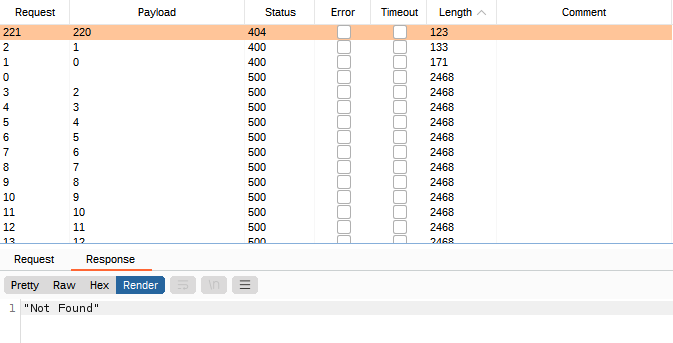 Request Payload Status Error Timeout Length Comment
221 220 404 123
2 1 400 133
1 0 400 171
0 500 2468
3 2 500 2468
4 3 500 2468
5 4 500 2468
6 5 500 2468
7 6 500 2468
8 7 500 2468
9 8 500 2468
10 9 500 2468
11 10 500 2468
12 11 500 2468
13 12 500 2468
Request Response
Pretty Raw Hex Render \n
1 "Not Found"